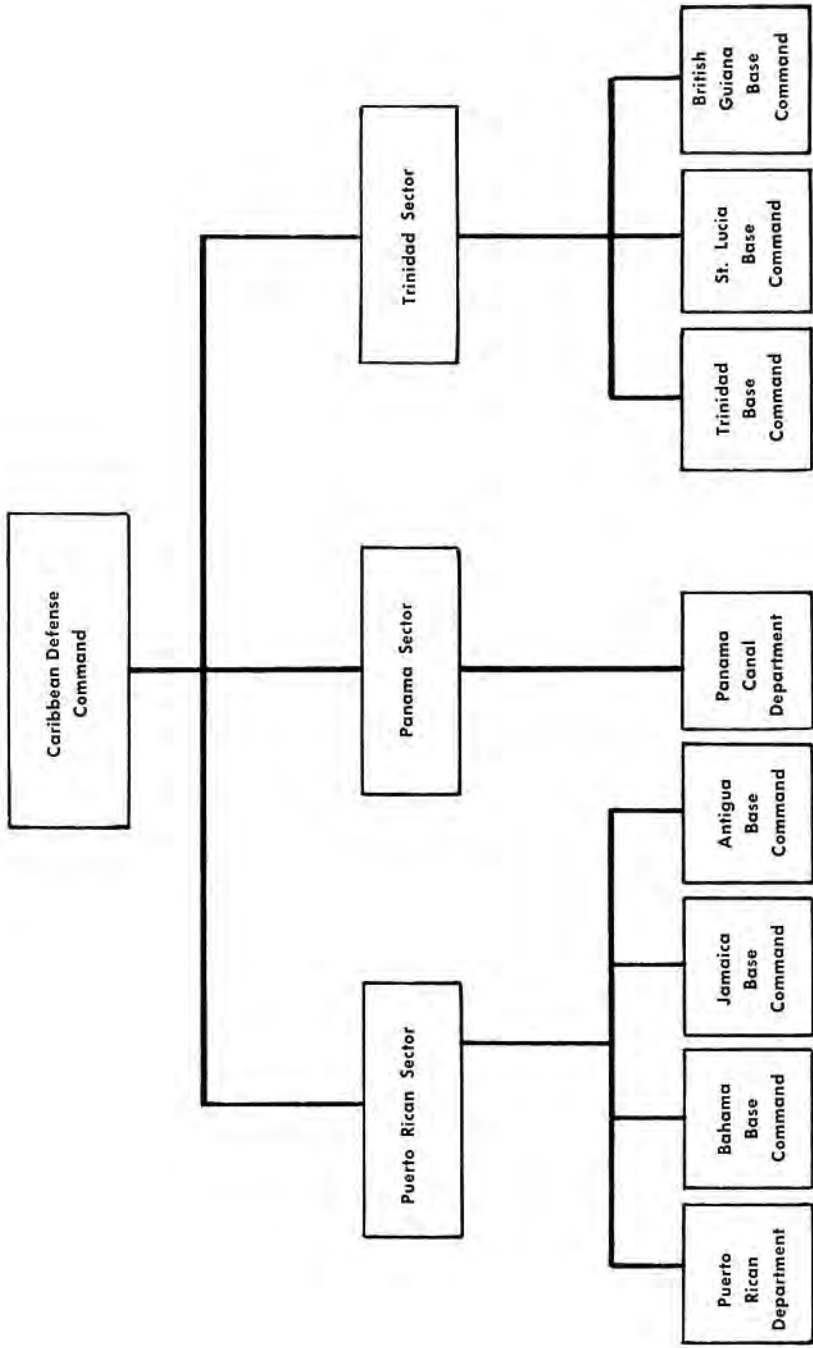 Caribbean Defense
Command
Puerto Rican Sector
Panama Sector
Trinidad Sector
Puerto
Rican
Department
Bahama
Base
Command
Jamaica
Base
Command
Antigua
Base
Command
Panama
Canal
Department
Trinidad
Base
Command
St. Lucia
Base
Command
British
Guiana
Base
Command